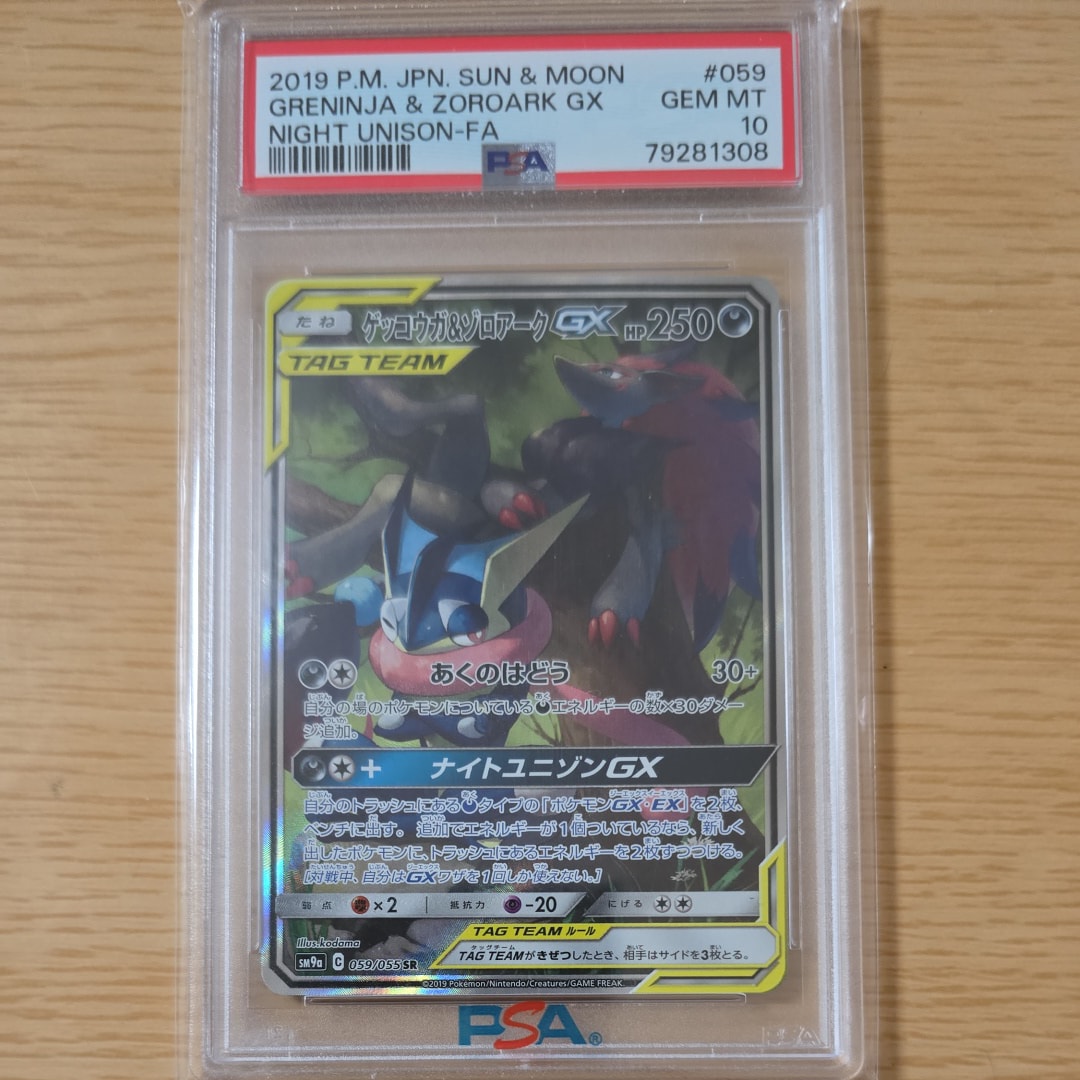 2019 P.M. JPN. SUN & MOON #059
GRENINJA & ZOROARK GX GEM MT
NIGHT UNISON-FA 10
PSA 79281308
たね ゲッコウガ&ゾロアークGX HP250
TAG TEAM
あくのはどう 30+
自分の場のポケモンについているエネルギーの数×30ダメー
ジ追加。
+ ナイトユニゾンGX
自分のトラッシュにあるタイプの「ポケモンGX・EX」を2枚、
ベンチに出す。追加でエネルギーが1個ついているなら、新しく
出したポケモンに、トラッシュにあるエネルギーを2枚ずつつける。
[対戦中、自分はGXワザを1回しか使えない。]
弱点 ×2 抵抗力 -20 にげる
TAG TEAM ルール
TAG TEAMがきぜつしたとき、相手はサイドを3枚とる。
Illus.kodama
SM9a C 059/055 SR
©2019 Pokémon/Nintendo/Creatures/GAME FREAK.
PSA®